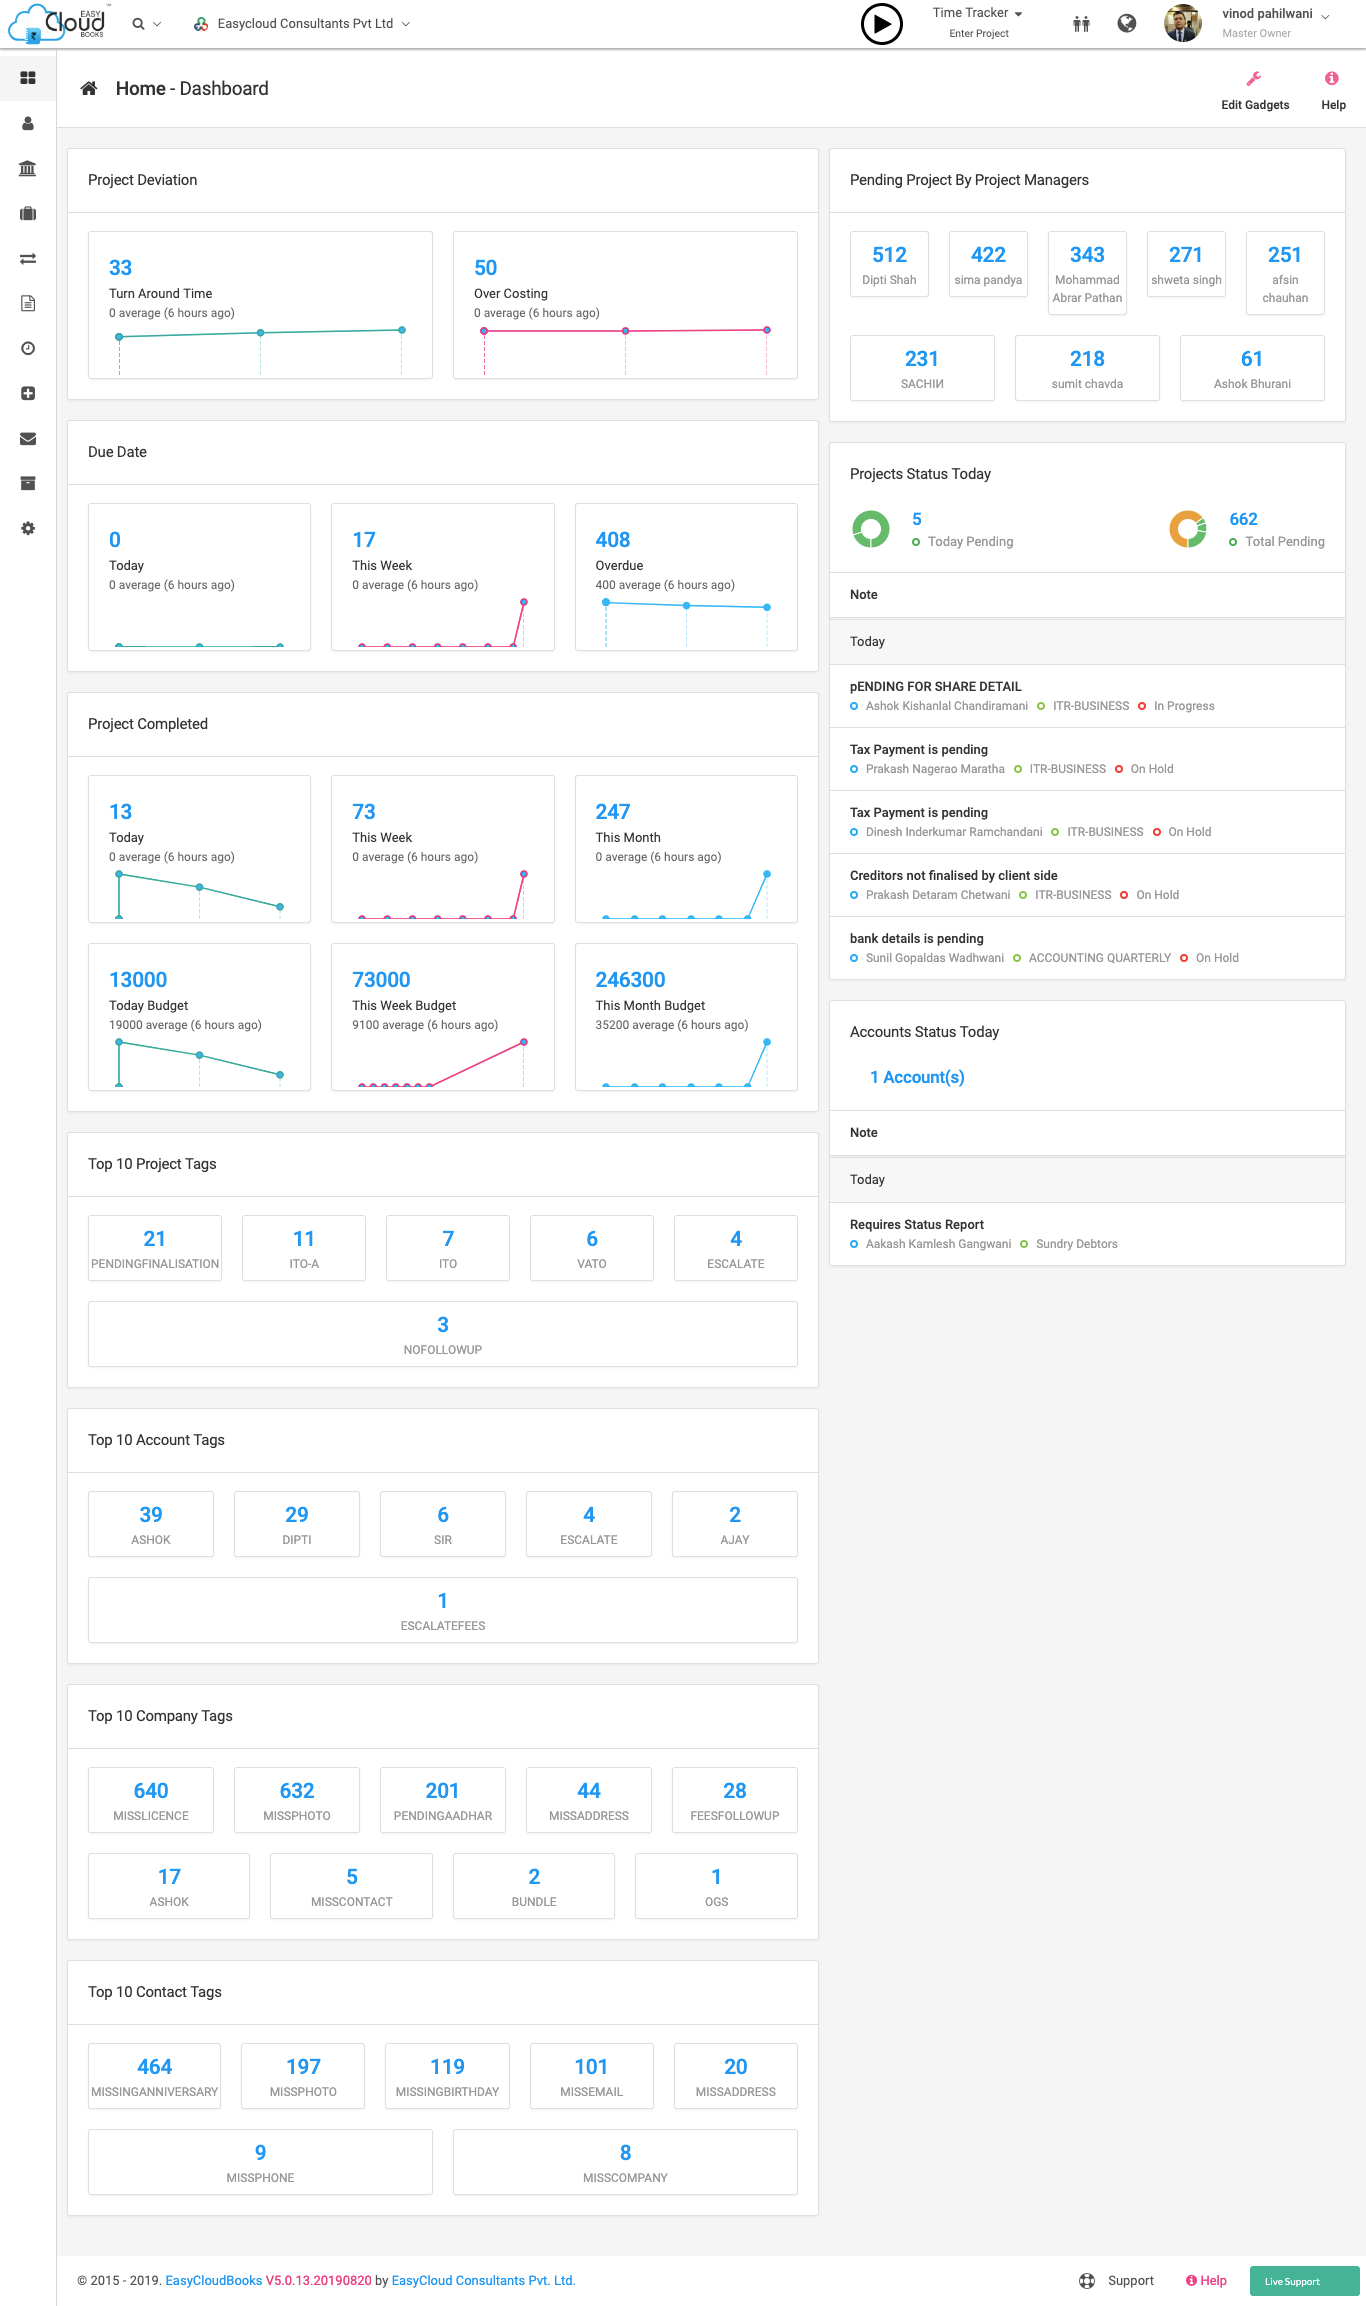 EASY
Cloud
BOOKS
Easycloud Consultants Pvt Ltd
Time Tracker
Enter Project
vinod pahilwani
Master Owner
Home - Dashboard
Edit Gadgets
Help
Project Deviation
33
Turn Around Time
0 average (6 hours ago)
50
Over Costing
0 average (6 hours ago)
Due Date
0
Today
0 average (6 hours ago)
17
This Week
0 average (6 hours ago)
408
Overdue
400 average (6 hours ago)
Project Completed
13
Today
0 average (6 hours ago)
73
This Week
0 average (6 hours ago)
247
This Month
0 average (6 hours ago)
13000
Today Budget
19000 average (6 hours ago)
73000
This Week Budget
9100 average (6 hours ago)
246300
This Month Budget
35200 average (6 hours ago)
Top 10 Project Tags
21
PENDINGFINALISATION
11
ITO-A
7
ITO
6
VATO
4
ESCALATE
3
NOFOLLOWUP
Top 10 Account Tags
39
ASHOK
29
DIPTI
6
SIR
4
ESCALATE
2
AJAY
1
ESCALATEFEES
Top 10 Company Tags
640
MISSLICENCE
632
MISSPHOTO
201
PENDINGAADHAR
44
MISSADDRESS
28
FEESFOLLOWUP
17
ASHOK
5
MISSCONTACT
2
BUNDLE
1
OGS
Top 10 Contact Tags
464
MISSINGANNIVERSARY
197
MISSPHOTO
119
MISSINGBIRTHDAY
101
MISSEMAIL
20
MISSADDRESS
9
MISSPHONE
8
MISSCOMPANY
Pending Project By Project Managers
512
Dipti Shah
422
sima pandya
343
Mohammad
Abrar Pathan
271
shweta singh
251
afsin
chauhan
231
SACHIИ
218
sumit chavda
61
Ashok Bhurani
Projects Status Today
5
Today Pending
662
Total Pending
Note
Today
pENDING FOR SHARE DETAIL
Ashok Kishanlal Chandiramani ITR-BUSINESS In Progress
Tax Payment is pending
Prakash Nagerao Maratha ITR-BUSINESS On Hold
Tax Payment is pending
Dinesh Inderkumar Ramchandani ITR-BUSINESS On Hold
Creditors not finalised by client side
Prakash Detaram Chetwani ITR-BUSINESS On Hold
bank details is pending
Sunil Gopaldas Wadhwani ACCOUNTING QUARTERLY On Hold
Accounts Status Today
1 Account(s)
Note
Today
Requires Status Report
Aakash Kamlesh Gangwani Sundry Debtors
© 2015 - 2019. EasyCloudBooks V5.0.13.20190820 by EasyCloud Consultants Pvt. Ltd.
Support
Help
Live Support